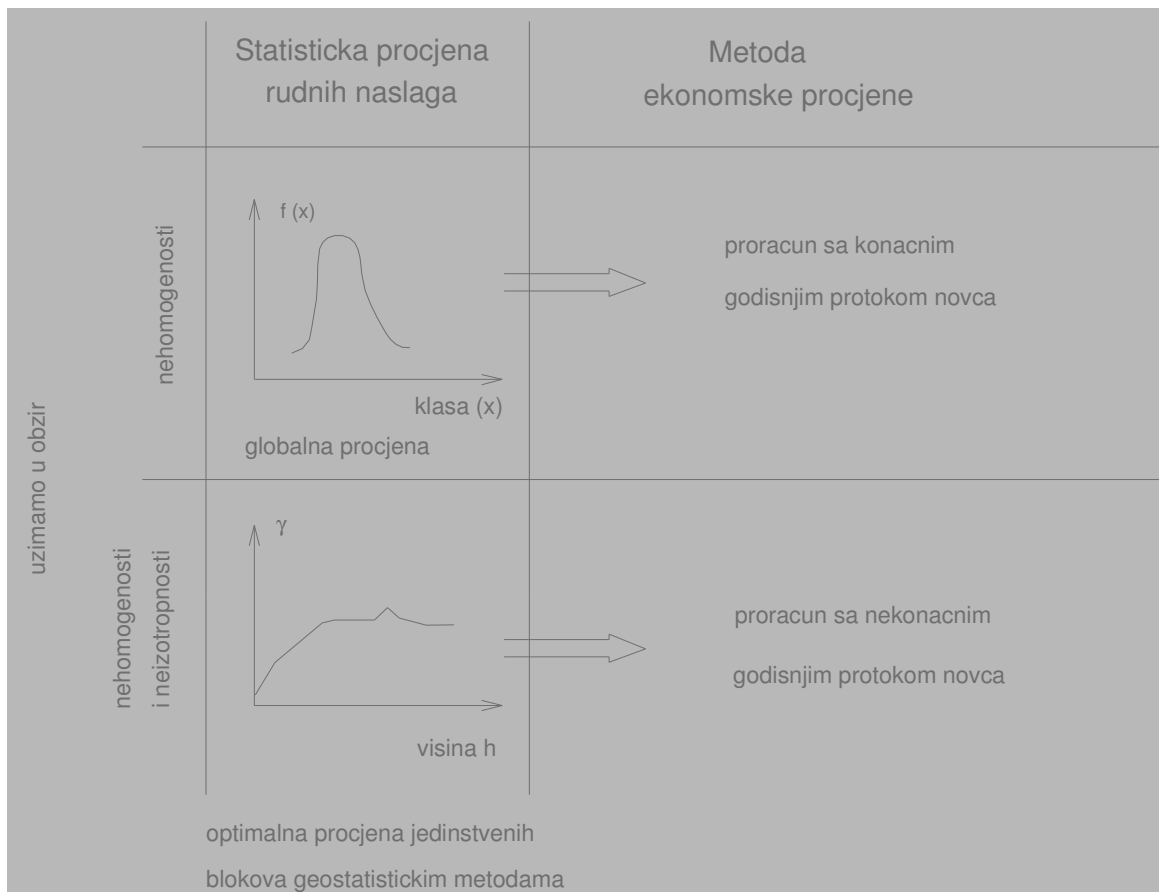 Statisticka procjena
rudnih naslaga
Metoda
ekonomske procjene
uzimamo u obzir
nehomogenosti
f (x)
klasa (x)
globalna procjena
proracun sa konacnim
godisnjim protokom novca
nehomogenosti
i neizotropnosti
γ
visina h
proracun sa nekonacnim
godisnjim protokom novca
optimalna procjena jedinstvenih
blokova geostatistickim metodama